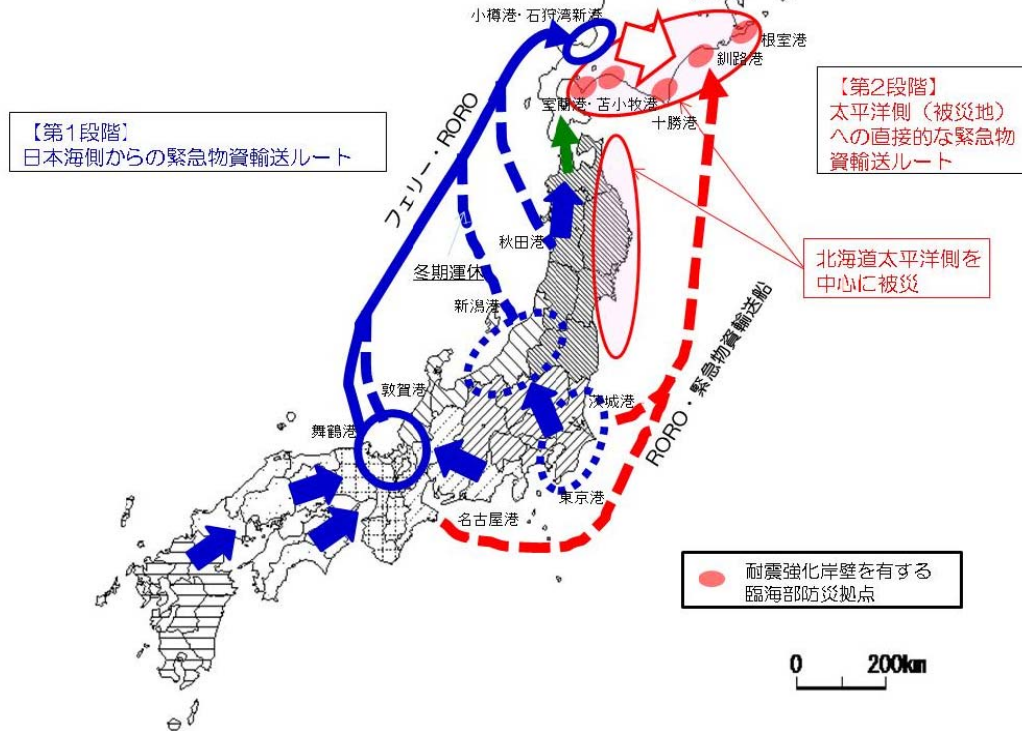 小樽港・石狩湾新港
根室港
釧路港
室蘭港・苫小牧港
十勝港
【第1段階】
日本海側からの緊急物資輸送ルート
【第2段階】
太平洋側（被災地）
への直接的な緊急物
資輸送ルート
フェリー・RORO
秋田港
冬期運休
新潟港
北海道太平洋側を
中心に被災
敦賀港
舞鶴港
茨城港
RORO・緊急物資輸送船
東京港
名古屋港
耐震強化岸壁を有する
臨海部防災拠点
0 200km